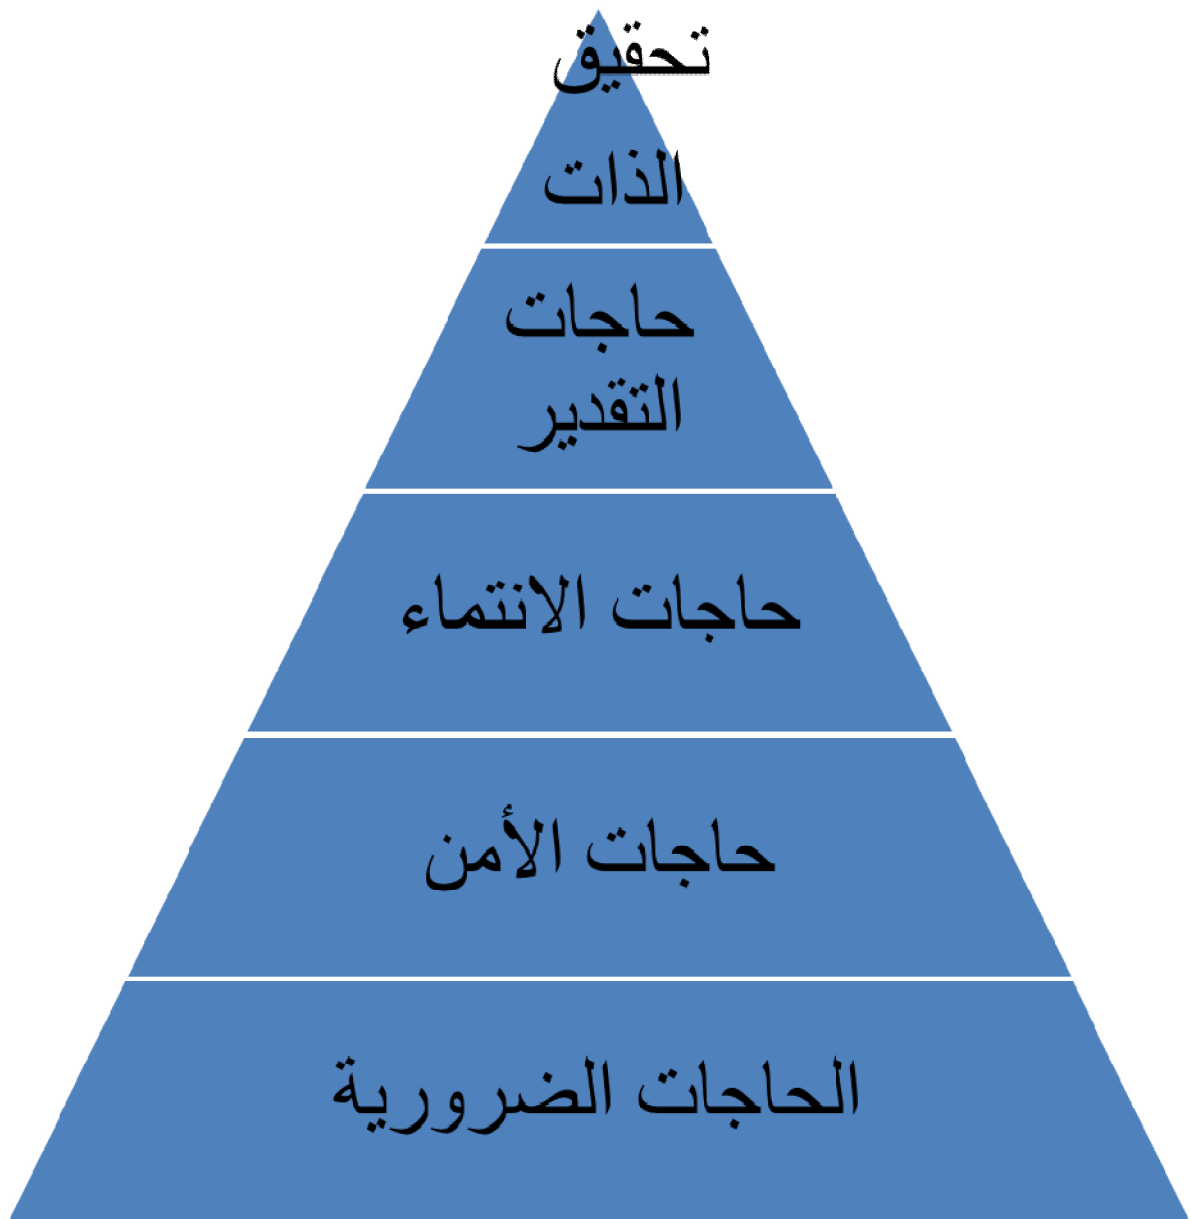 تحقيق
الذات
حاجات
التقدير
حاجات الانتماء
حاجات الأمن
الحاجات الضرورية